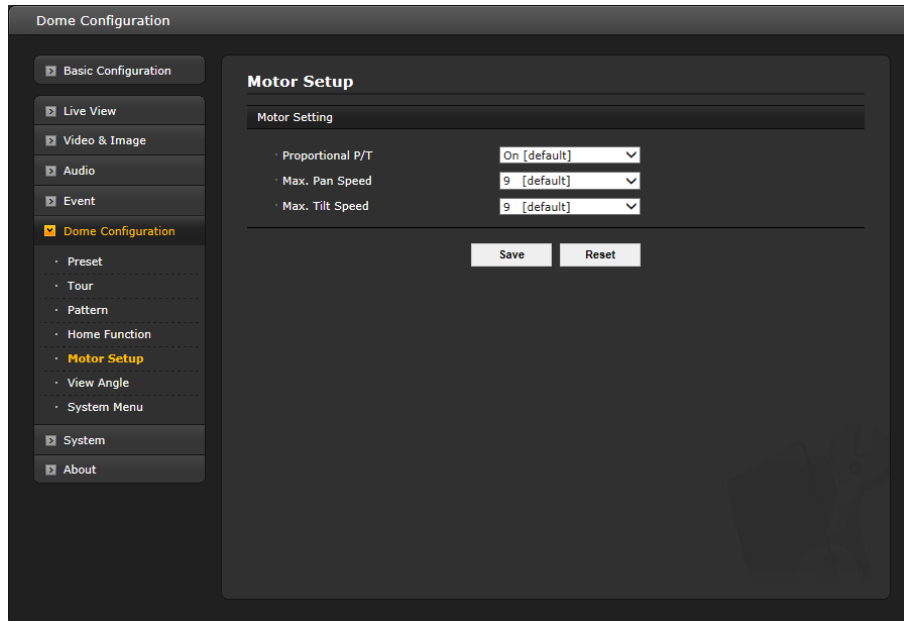 Dome Configuration
Basic Configuration
Live View
Video & Image
Audio
Event
Dome Configuration
· Preset
· Tour
· Pattern
· Home Function
· Motor Setup
· View Angle
· System Menu
System
About
Motor Setup
Motor Setting
· Proportional P/T On [default]
· Max. Pan Speed 9 [default]
· Max. Tilt Speed 9 [default]
Save Reset